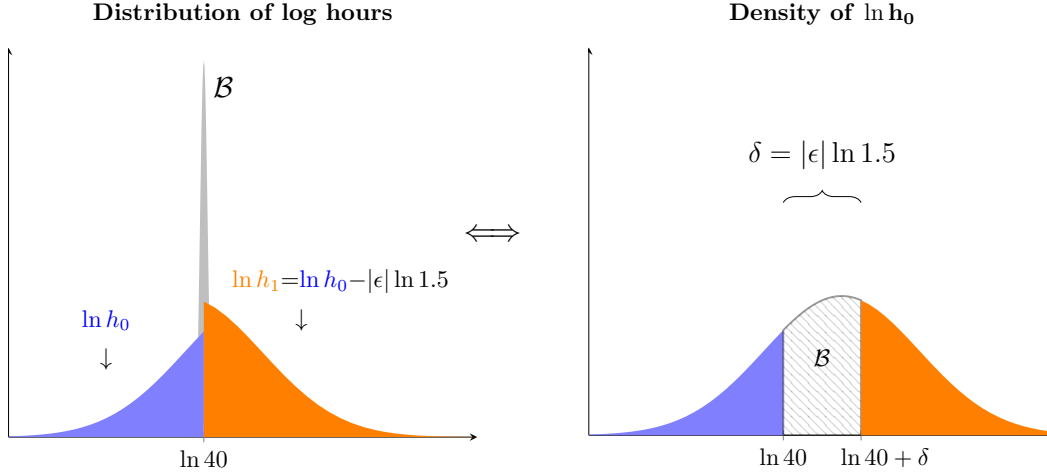 Distribution of log hours
Density of ln h₀
ℬ
δ = |ϵ| ln 1.5
⟺
ln h₁=ln h₀−|ϵ| ln 1.5
ln h₀
↓
↓
ℬ
ln 40
ln 40
ln 40 + δ